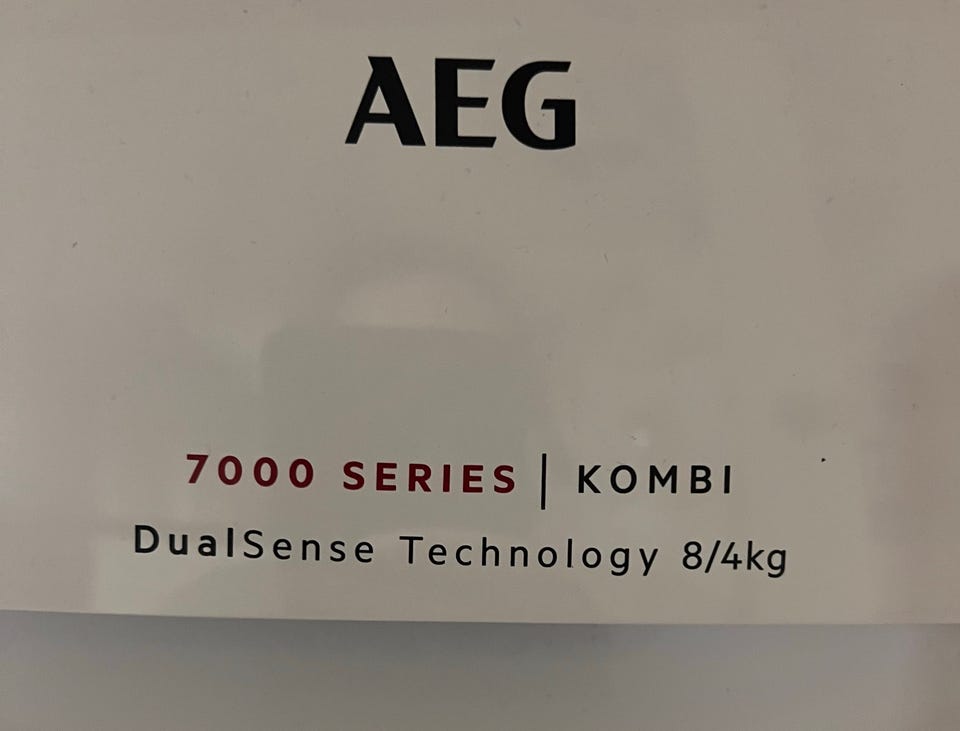 AEG
7000 SERIES | KOMBI
DualSense Technology 8/4kg